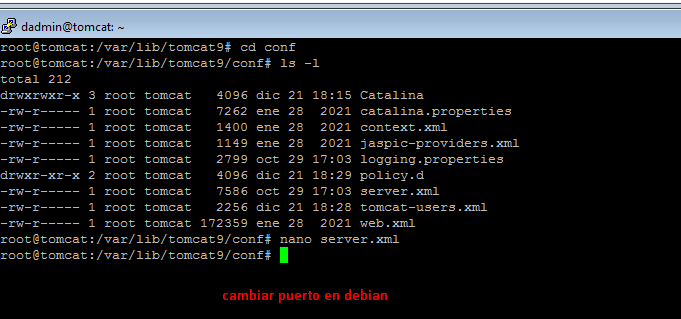 dadmin@tomcat: ~
root@tomcat:/var/lib/tomcat9# cd conf
root@tomcat:/var/lib/tomcat9/conf# ls -l
total 212
drwxrwxr-x 3 root tomcat   4096 dic 21 18:15 Catalina
-rw-r----- 1 root tomcat   7262 ene 28  2021 catalina.properties
-rw-r----- 1 root tomcat   1400 ene 28  2021 context.xml
-rw-r----- 1 root tomcat   1149 ene 28  2021 jaspic-providers.xml
-rw-r----- 1 root tomcat   2799 oct 29 17:03 logging.properties
drwxr-xr-x 2 root tomcat   4096 dic 21 18:29 policy.d
-rw-r----- 1 root tomcat   7586 oct 29 17:03 server.xml
-rw-r----- 1 root tomcat   2256 dic 21 18:28 tomcat-users.xml
-rw-r----- 1 root tomcat 172359 ene 28  2021 web.xml
root@tomcat:/var/lib/tomcat9/conf# nano server.xml
root@tomcat:/var/lib/tomcat9/conf#
cambiar puerto en debian